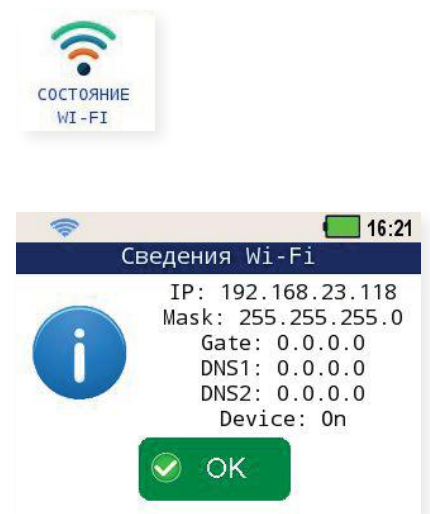 СОСТОЯНИЕ
WI-FI
16:21
Сведения Wi-Fi
IP: 192.168.23.118
Mask: 255.255.255.0
Gate: 0.0.0.0
DNS1: 0.0.0.0
DNS2: 0.0.0.0
Device: On
OK